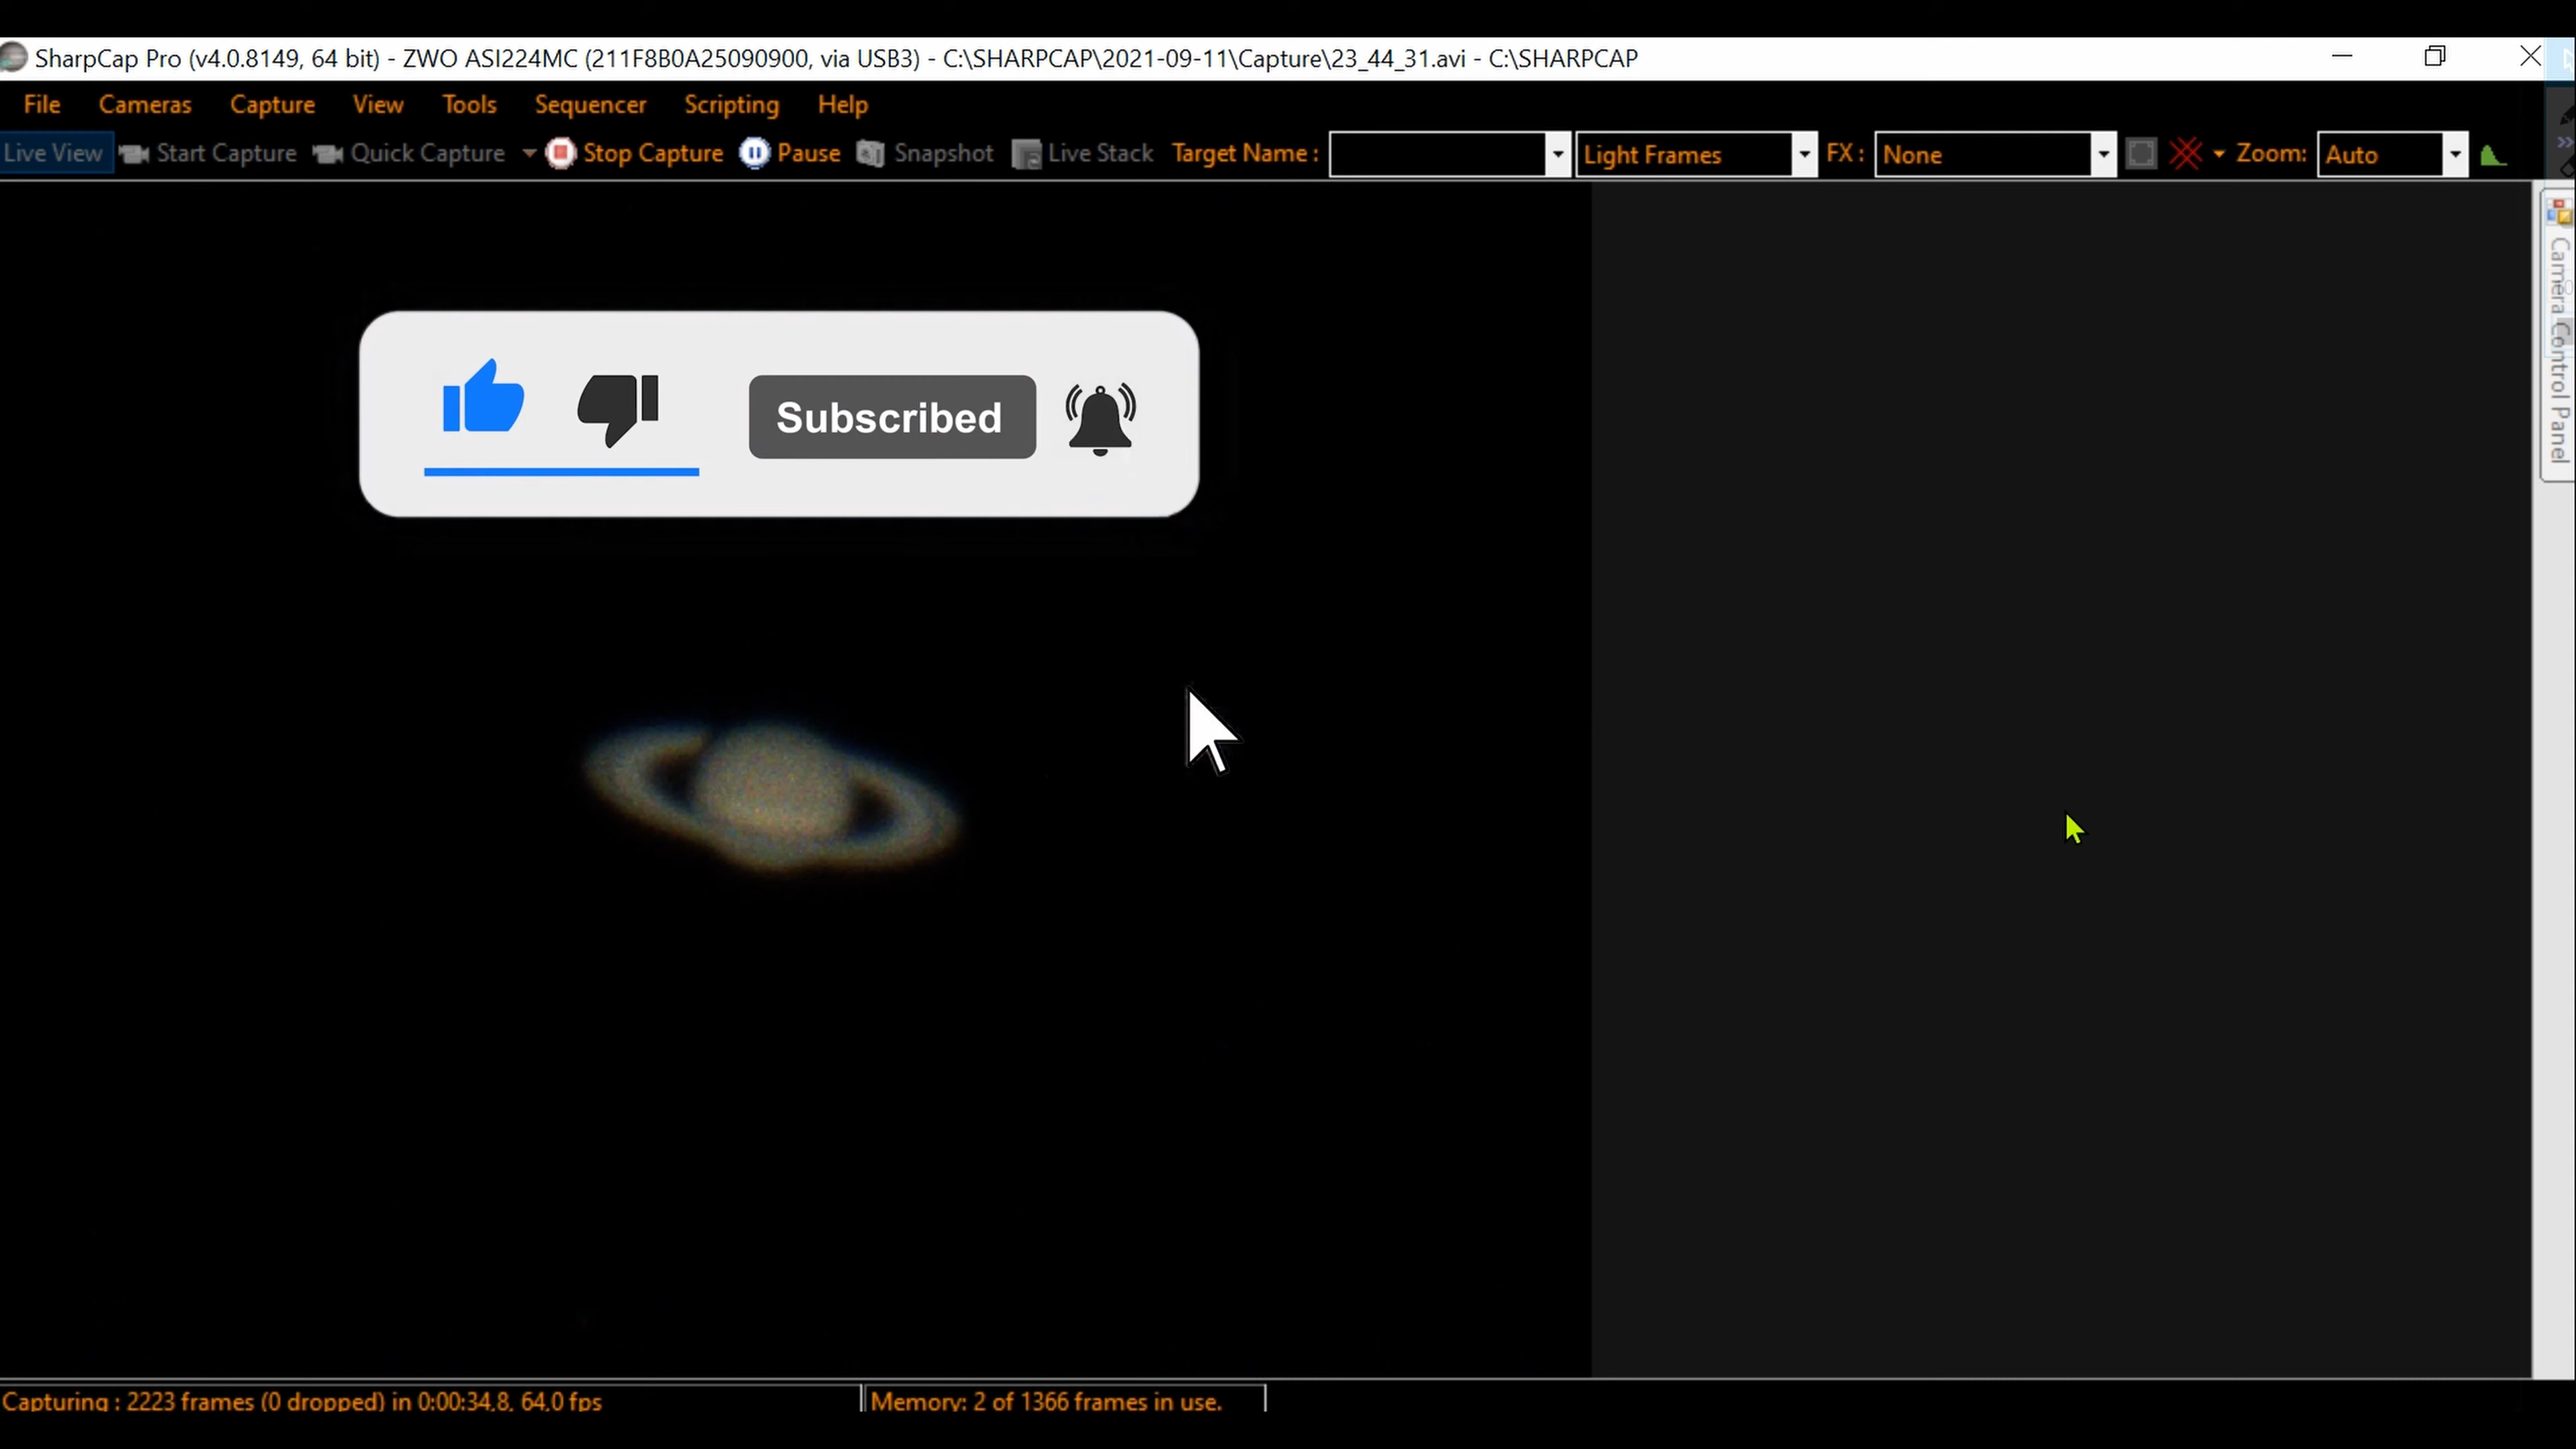 SharpCap Pro (v4.0.8149, 64 bit) - ZWO ASI224MC (211F8B0A25090900, via USB3) - C:\SHARPCAP\2021-09-11\Capture\23_44_31.avi - C:\SHARPCAP
File Cameras Capture View Tools Sequencer Scripting Help
Live View Start Capture Quick Capture Stop Capture Pause Snapshot Live Stack Target Name : Light Frames FX : None Zoom: Auto
Camera Control Panel
Subscribed
Capturing : 2223 frames (0 dropped) in 0:00:34.8, 64.0 fps Memory: 2 of 1366 frames in use.